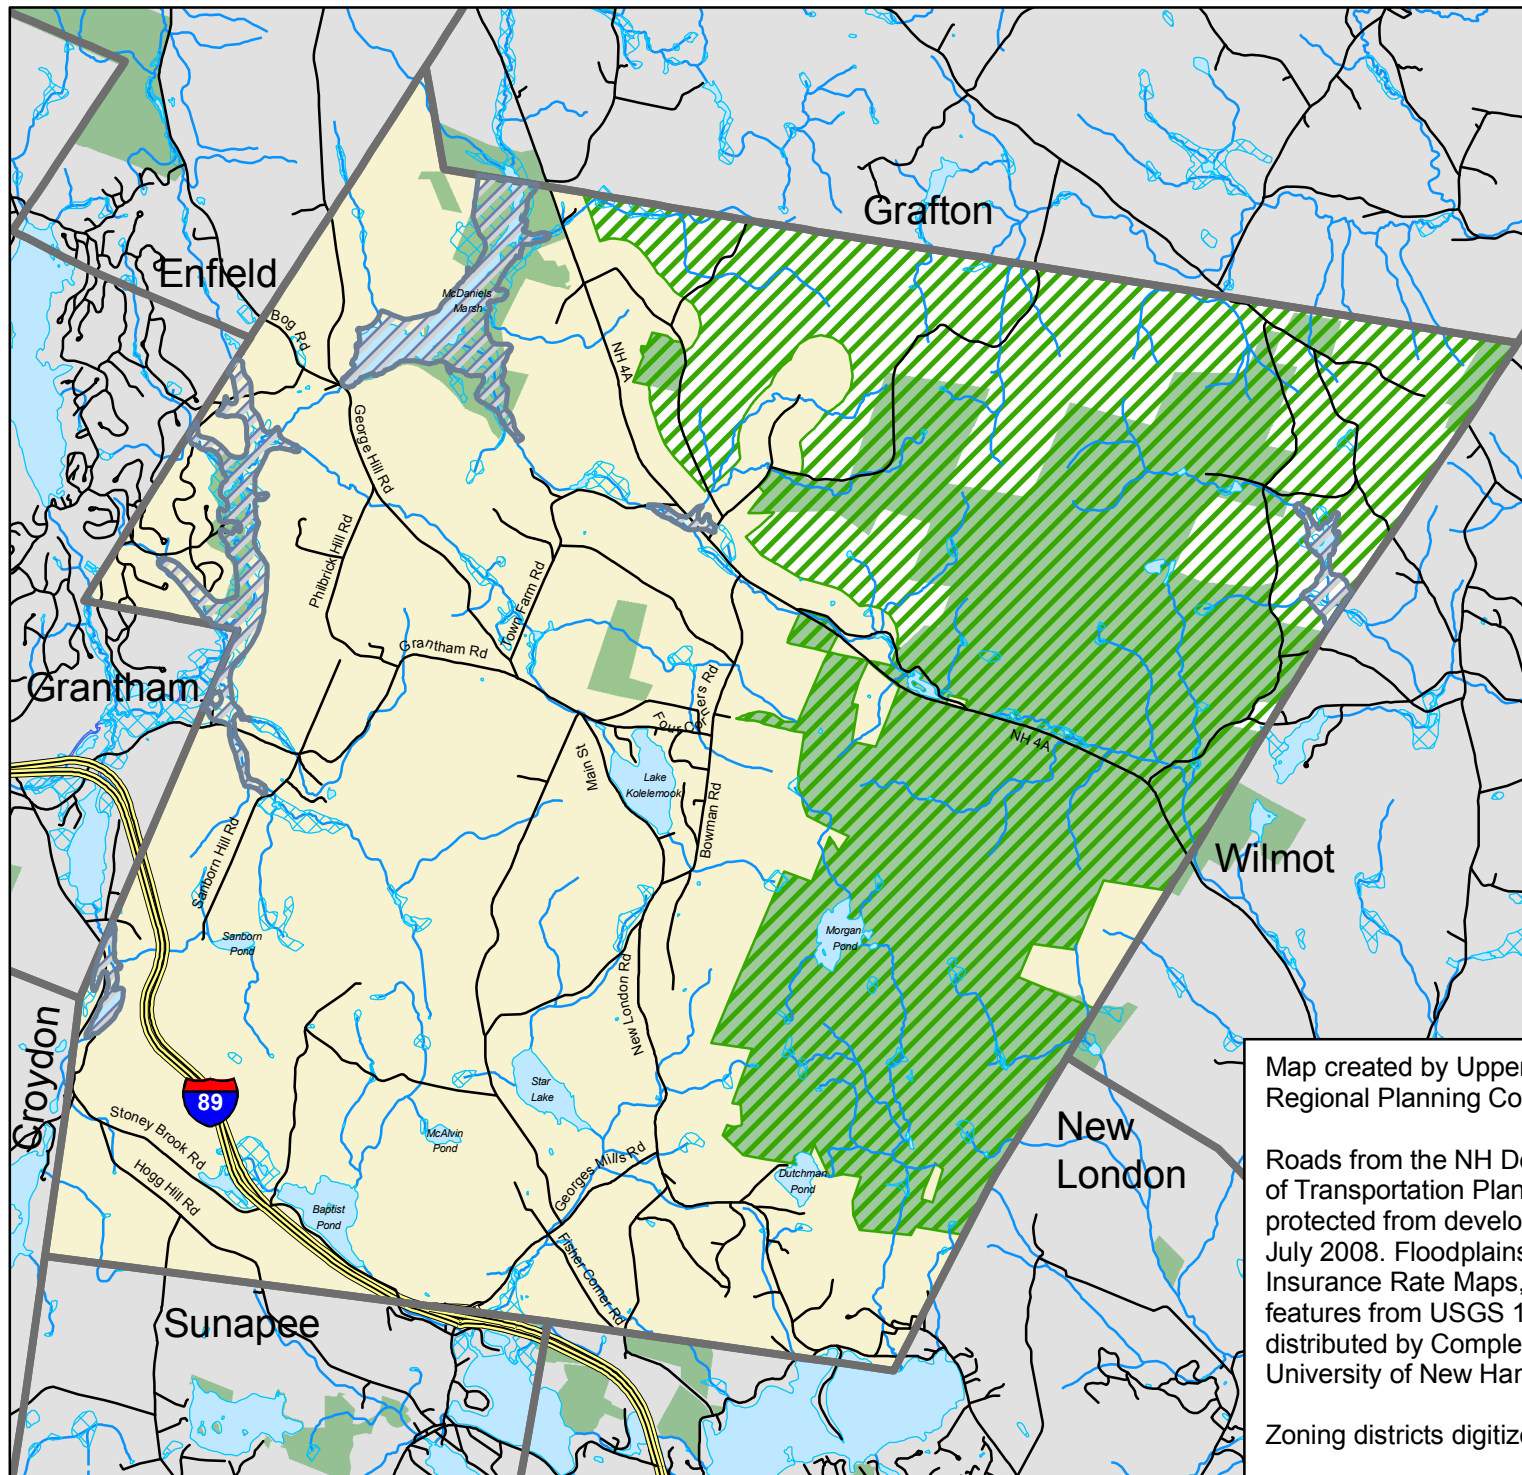 Grafton
Enfield
McDaniels
Marsh
Bog Rd
NH 4A
George Hill Rd
Philbrick Hill Rd
Town Farm Rd
Grantham Rd
Grantham
Four Corners Rd
NH 4A
Main St
Lake
Kolelemook
Bowman Rd
Wilmot
Sanborn Hill Rd
Sanborn
Pond
Morgan
Pond
New London Rd
Croydon
89
Star
Lake
Stoney Brook Rd
McAlvin
Pond
Hogg Hill Rd
Georges Mills Rd
Dutchman
Pond
Baptist
Pond
Fisher Corner Rd
New
London
Sunapee
Map created by Upper
Regional Planning Co
Roads from the NH De
of Transportation Plan
protected from develo
July 2008. Floodplains
Insurance Rate Maps,
features from USGS 1
distributed by Comple
University of New Har
Zoning districts digitize